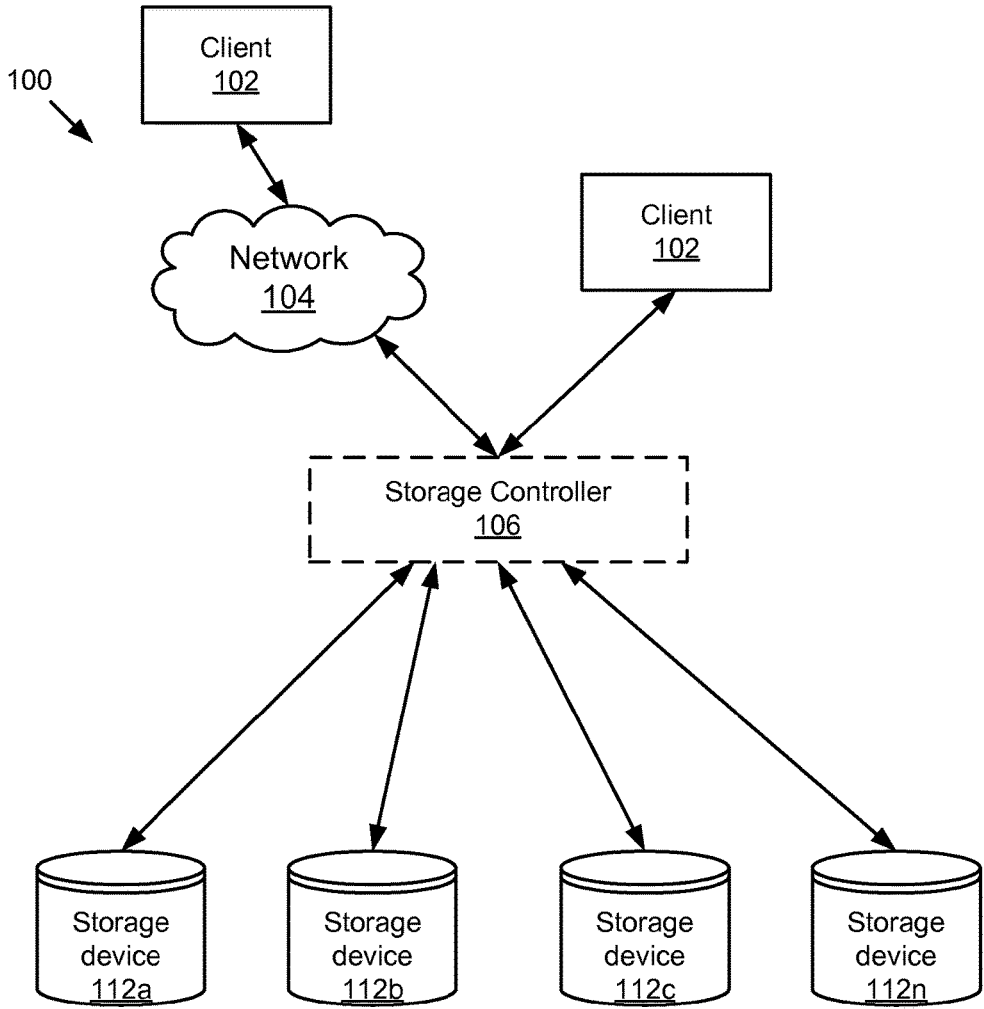 Client
102
100
Client
102
Network
104
Storage Controller
106
Storage
device
112a
Storage
device
112b
Storage
device
112c
Storage
device
112n